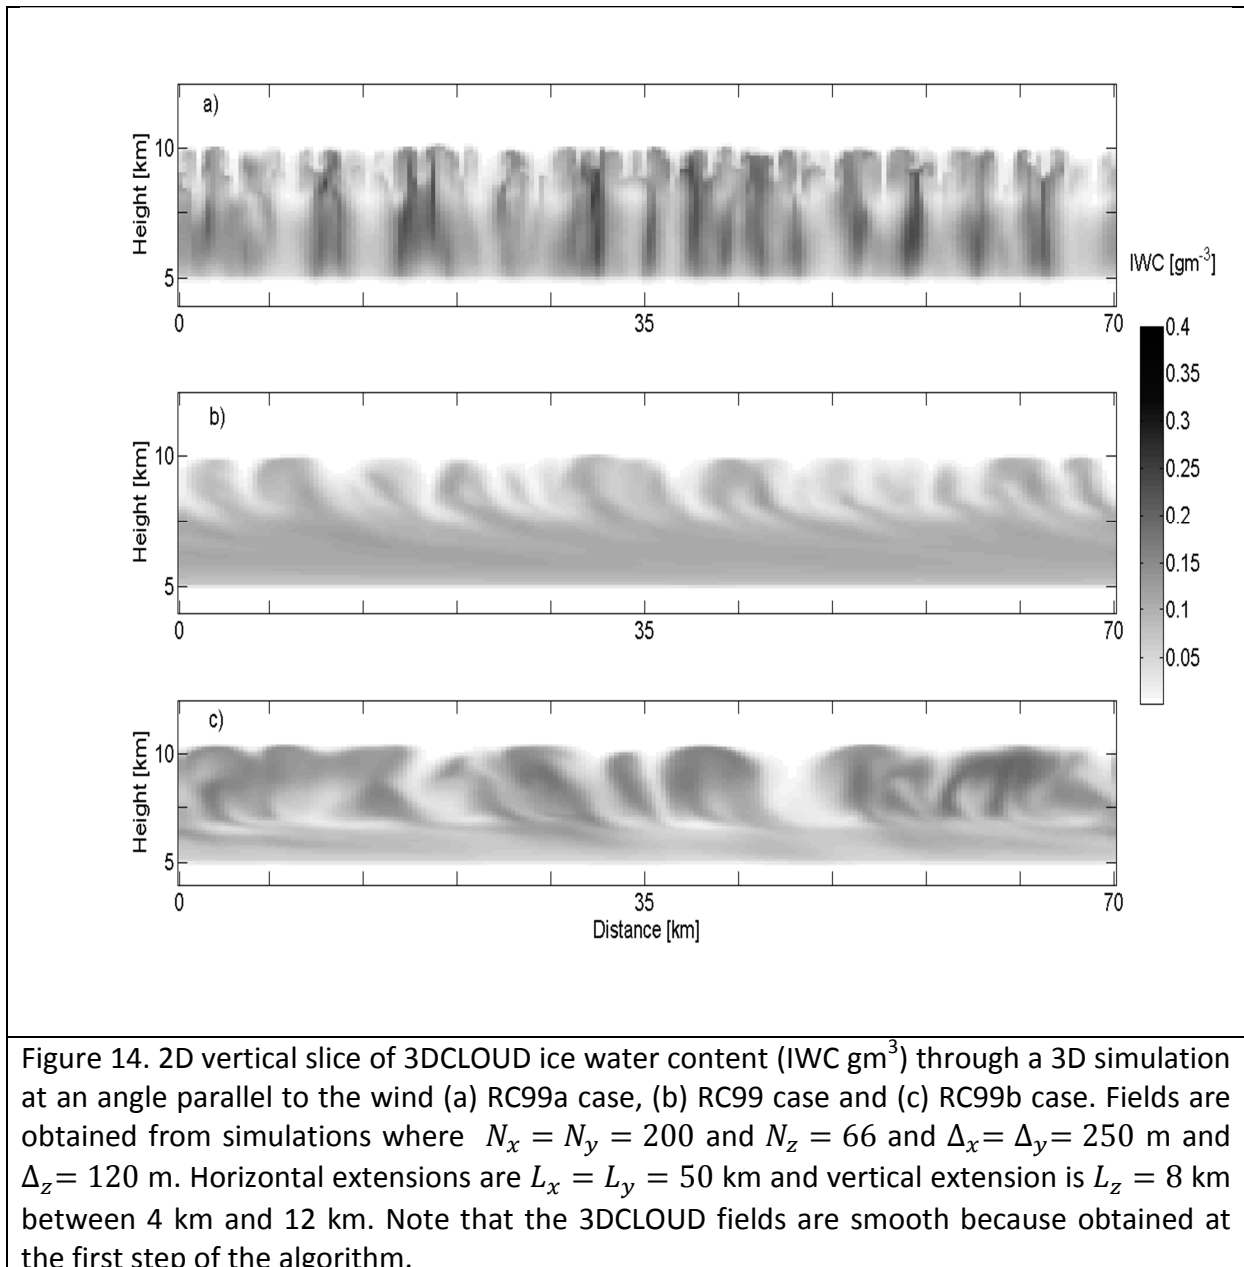 a)
Height [km]
10
5
0
35
70
IWC [gm⁻³]
0.4
0.35
0.3
0.25
0.2
0.15
0.1
0.05
b)
Height [km]
10
5
0
35
70
c)
Height [km]
10
5
0
35
70
Distance [km]
Figure 14. 2D vertical slice of 3DCLOUD ice water content (IWC gm³) through a 3D simulation
at an angle parallel to the wind (a) RC99a case, (b) RC99 case and (c) RC99b case. Fields are
obtained from simulations where 𝑁ₓ = 𝑁_y = 200 and 𝑁_z = 66 and Δₓ= Δ_y= 250 m and
Δ_z= 120 m. Horizontal extensions are 𝐿ₓ = 𝐿_y = 50 km and vertical extension is 𝐿_z = 8 km
between 4 km and 12 km. Note that the 3DCLOUD fields are smooth because obtained at
the first step of the algorithm.